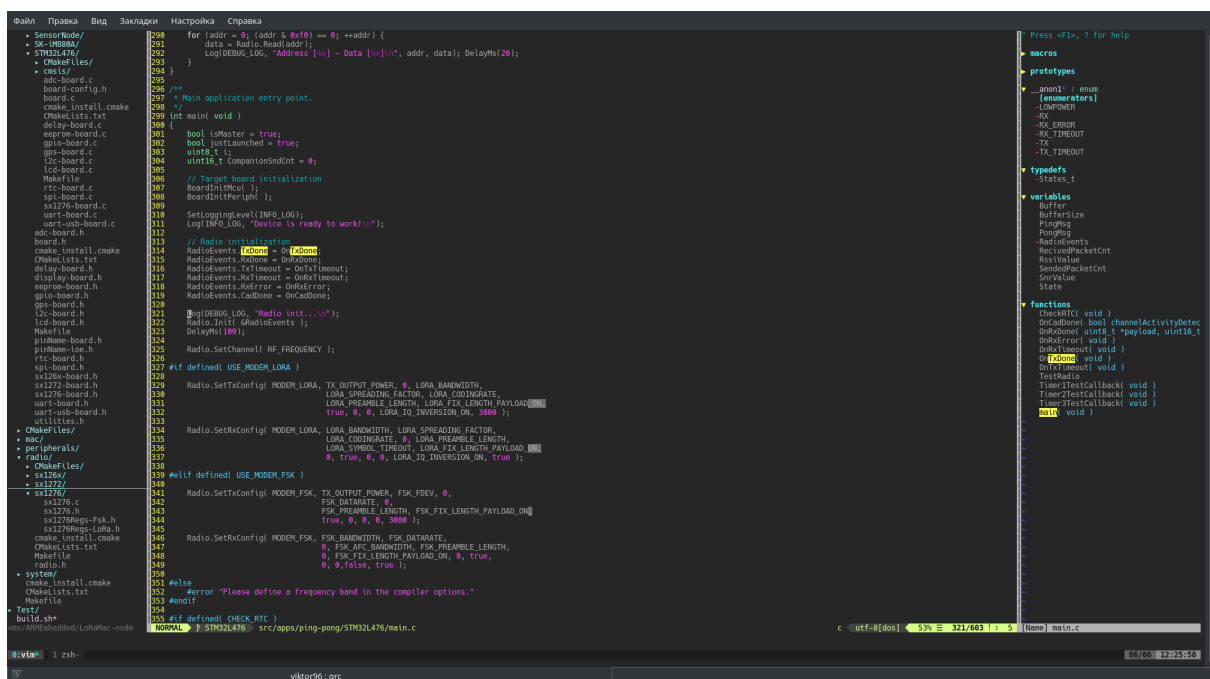 Файл Правка Вид Закладки Настройка Справка
▸ SensorNode/
▸ SK-iM880A/
▾ STM32L476/
▸ CMakeFiles/
▸ cmsis/
adc-board.c
board-config.h
board.c
cmake_install.cmake
CMakeLists.txt
delay-board.c
eeprom-board.c
gpio-board.c
gps-board.c
i2c-board.c
lcd-board.c
Makefile
rtc-board.c
spi-board.c
sx1276-board.c
uart-board.c
uart-usb-board.c
adc-board.h
board.h
cmake_install.cmake
CMakeLists.txt
delay-board.h
display-board.h
eeprom-board.h
gpio-board.h
gps-board.h
i2c-board.h
lcd-board.h
Makefile
pinName-board.h
pinName-ioe.h
rtc-board.h
spi-board.h
sx126x-board.h
sx1272-board.h
sx1276-board.h
uart-board.h
uart-usb-board.h
utilities.h
▸ CMakeFiles/
▸ mac/
▸ peripherals/
▾ radio/
▸ CMakeFiles/
▸ sx126x/
▸ sx1272/
▾ sx1276/
sx1276.c
sx1276.h
sx1276Regs-Fsk.h
sx1276Regs-LoRa.h
cmake_install.cmake
CMakeLists.txt
Makefile
radio.h
▸ system/
cmake_install.cmake
CMakeLists.txt
Makefile
▸ Test/
build.sh*
<ms/ARMEmbedded/LoRaMac-node
290 for (addr = 0; (addr & 0xf0) == 0; ++addr) {
291 data = Radio.Read(addr);
292 Log(DEBUG_LOG, "Address [%x] - Data [%x]\n", addr, data); DelayMs(20);
293 }
294 }
295
296 /**
297 * Main application entry point.
298 */
299 int main( void )
300 {
301 bool isMaster = true;
302 bool justLaunched = true;
303 uint8_t i;
304 uint16_t CompanionSndCnt = 0;
305
306 // Target board initialization
307 BoardInitMcu( );
308 BoardInitPeriph( );
309
310 SetLoggingLevel(INFO_LOG);
311 Log(INFO_LOG, "Device is ready to work!\n");
312
313 // Radio initialization
314 RadioEvents.TxDone = OnTxDone;
315 RadioEvents.RxDone = OnRxDone;
316 RadioEvents.TxTimeout = OnTxTimeout;
317 RadioEvents.RxTimeout = OnRxTimeout;
318 RadioEvents.RxError = OnRxError;
319 RadioEvents.CadDone = OnCadDone;
320
321 Log(DEBUG_LOG, "Radio init...\n");
322 Radio.Init( &RadioEvents );
323 DelayMs(100);
324
325 Radio.SetChannel( RF_FREQUENCY );
326
327 #if defined( USE_MODEM_LORA )
328
329 Radio.SetTxConfig( MODEM_LORA, TX_OUTPUT_POWER, 0, LORA_BANDWIDTH,
330 LORA_SPREADING_FACTOR, LORA_CODINGRATE,
331 LORA_PREAMBLE_LENGTH, LORA_FIX_LENGTH_PAYLOAD_ON,
332 true, 0, 0, LORA_IQ_INVERSION_ON, 3000 );
333
334 Radio.SetRxConfig( MODEM_LORA, LORA_BANDWIDTH, LORA_SPREADING_FACTOR,
335 LORA_CODINGRATE, 0, LORA_PREAMBLE_LENGTH,
336 LORA_SYMBOL_TIMEOUT, LORA_FIX_LENGTH_PAYLOAD_ON,
337 0, true, 0, 0, LORA_IQ_INVERSION_ON, true );
338
339 #elif defined( USE_MODEM_FSK )
340
341 Radio.SetTxConfig( MODEM_FSK, TX_OUTPUT_POWER, FSK_FDEV, 0,
342 FSK_DATARATE, 0,
343 FSK_PREAMBLE_LENGTH, FSK_FIX_LENGTH_PAYLOAD_ON,
344 true, 0, 0, 0, 3000 );
345
346 Radio.SetRxConfig( MODEM_FSK, FSK_BANDWIDTH, FSK_DATARATE,
347 0, FSK_AFC_BANDWIDTH, FSK_PREAMBLE_LENGTH,
348 0, FSK_FIX_LENGTH_PAYLOAD_ON, 0, true,
349 0, 0,false, true );
350
351 #else
352 #error "Please define a frequency band in the compiler options."
353 #endif
354
355 #if defined( CHECK_RTC )
NORMAL STM32L476 src/apps/ping-pong/STM32L476/main.c c utf-8[dos] 53% ☰ 321/603 : 5
" Press <F1>, ? for help
▸ macros
▸ prototypes
▼ __anon1* : enum
[enumerators]
-LOWPOWER
-RX
-RX_ERROR
-RX_TIMEOUT
-TX
-TX_TIMEOUT
▼ typedefs
-States_t
▼ variables
Buffer
BufferSize
PingMsg
PongMsg
-RadioEvents
RecivedPacketCnt
RssiValue
SendedPacketCnt
SnrValue
State
▼ functions
CheckRTC( void )
OnCadDone( bool channelActivityDetec
OnRxDone( uint8_t *payload, uint16_t
OnRxError( void )
OnRxTimeout( void )
OnTxDone( void )
OnTxTimeout( void )
TestRadio
Timer1TestCallback( void )
Timer2TestCallback( void )
Timer3TestCallback( void )
main( void )
[Name] main.c
0:vim* 1 zsh- 06/06 12:25:50
viktor96 : qrc